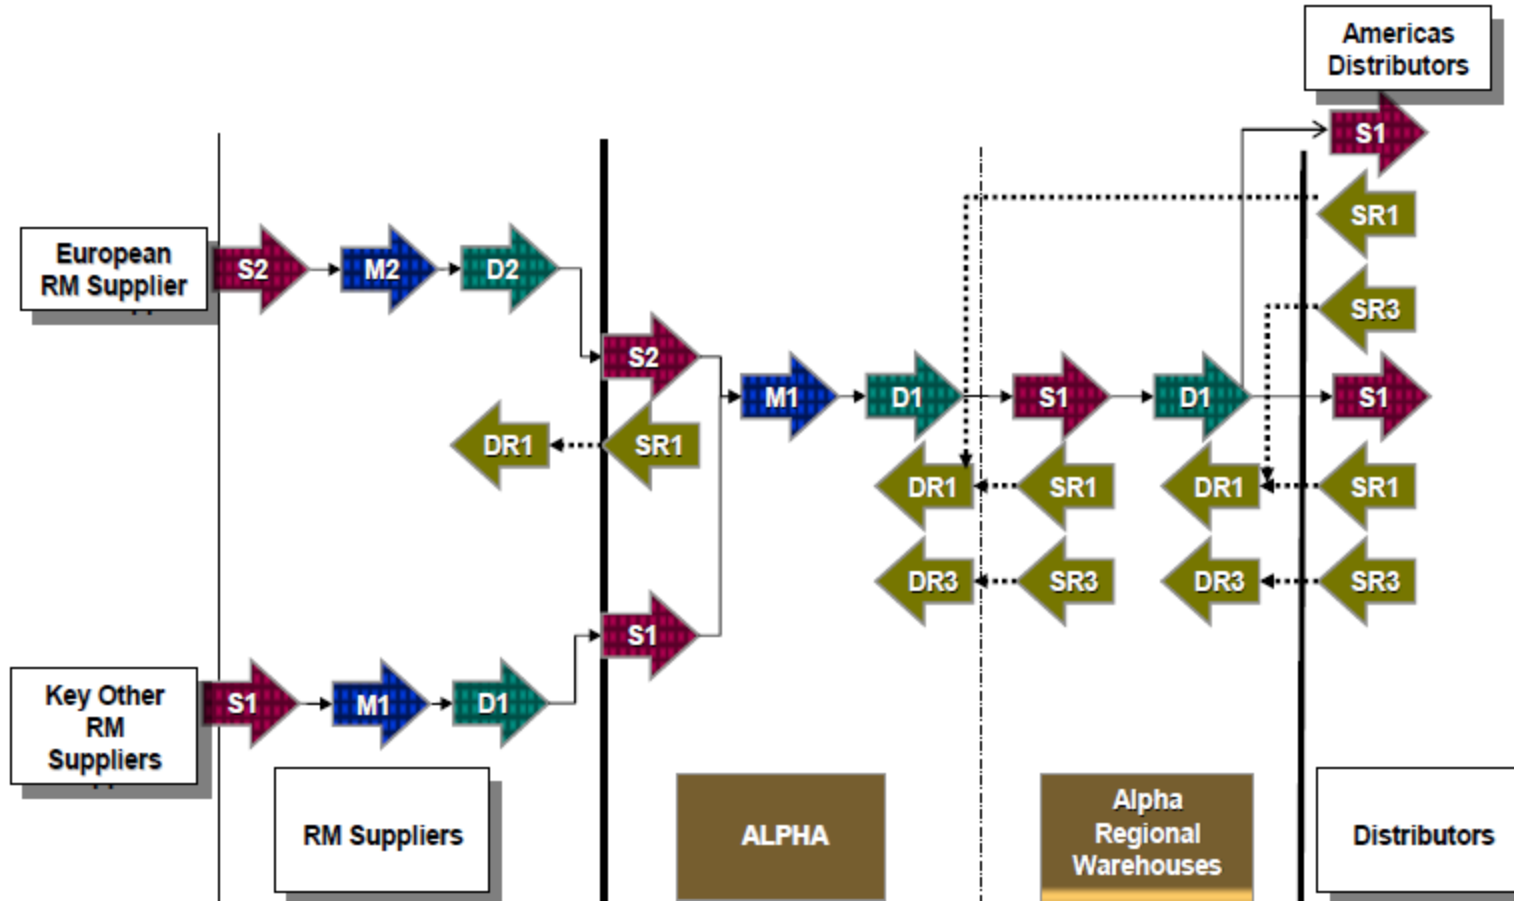 Americas
Distributors
S1
SR1
European
RM Supplier
S2
M2
D2
SR3
S2
M1
D1
S1
D1
S1
DR1
SR1
DR1
SR1
DR1
SR1
DR3
SR3
DR3
SR3
S1
Key Other
RM
Suppliers
S1
M1
D1
RM Suppliers
ALPHA
Alpha
Regional
Warehouses
Distributors